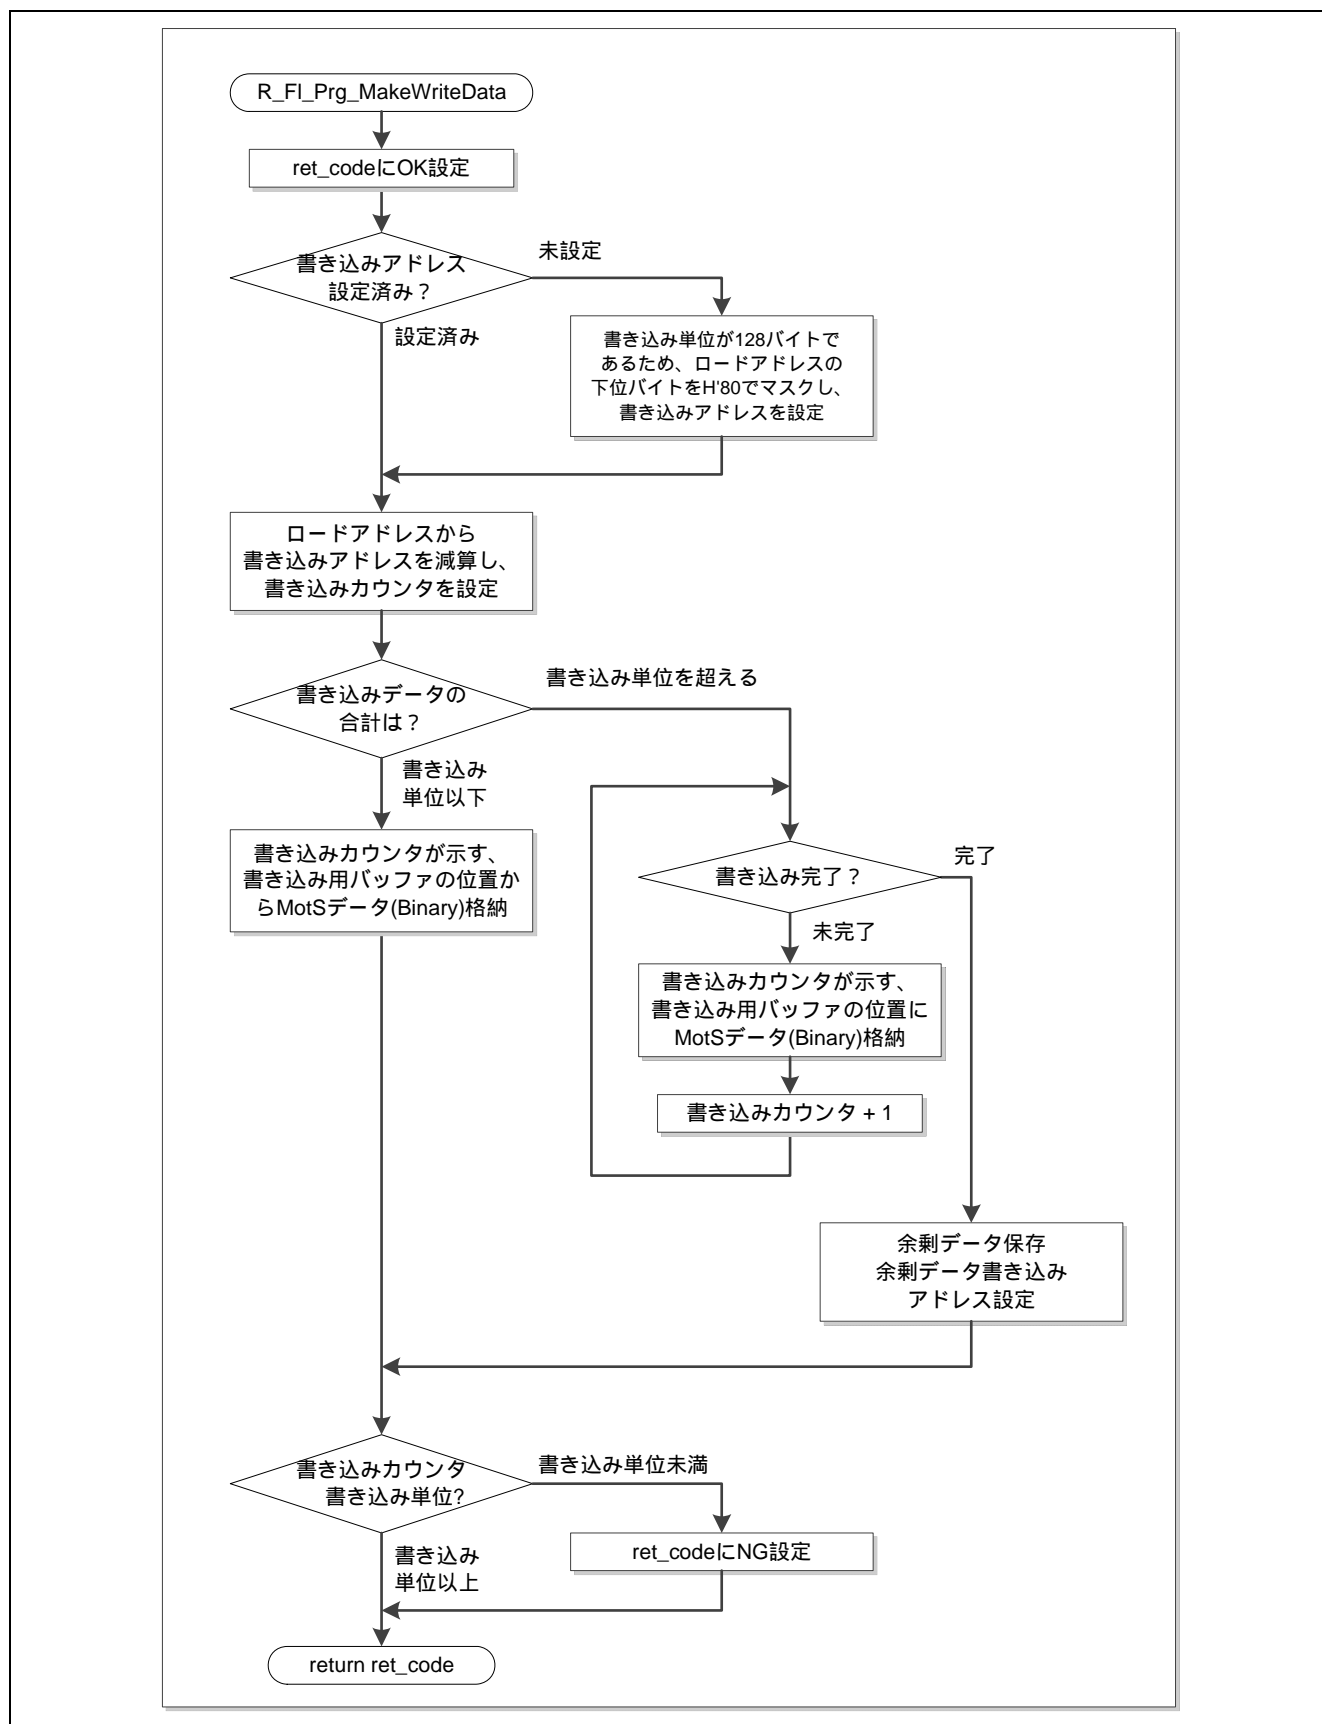 R_Fl_Prg_MakeWriteData
ret_codeにOK設定
書き込みアドレス
設定済み？
未設定
設定済み
書き込み単位が128バイトで
あるため、ロードアドレスの
下位バイトをH'80でマスクし、
書き込みアドレスを設定
ロードアドレスから
書き込みアドレスを減算し、
書き込みカウンタを設定
書き込みデータの
合計は？
書き込み単位を超える
書き込み
単位以下
書き込みカウンタが示す、
書き込み用バッファの位置か
らMotSデータ(Binary)格納
書き込み完了？
完了
未完了
書き込みカウンタが示す、
書き込み用バッファの位置に
MotSデータ(Binary)格納
書き込みカウンタ + 1
余剰データ保存
余剰データ書き込み
アドレス設定
書き込みカウンタ
書き込み単位?
書き込み単位未満
書き込み
単位以上
ret_codeにNG設定
return ret_code